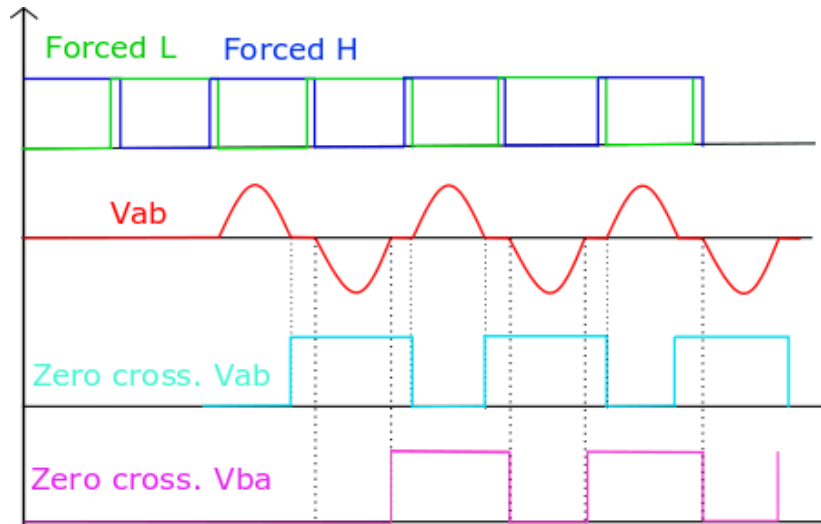 Forced L
Forced H
Vab
Zero cross. Vab
Zero cross. Vba